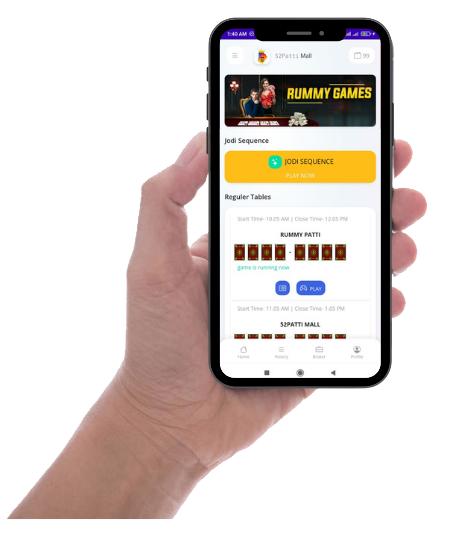 1:40 AM
52Patti Mall
99
RUMMY GAMES
Jodi Sequence
JODI SEQUENCE
PLAY NOW
Reguler Tables
Start Time- 10:05 AM | Close Time- 12:05 PM
RUMMY PATTI
-
game is running now
PLAY
Start Time- 11:05 AM | Close Time- 1:05 PM
52PATTI MALL
Home
History
Profile